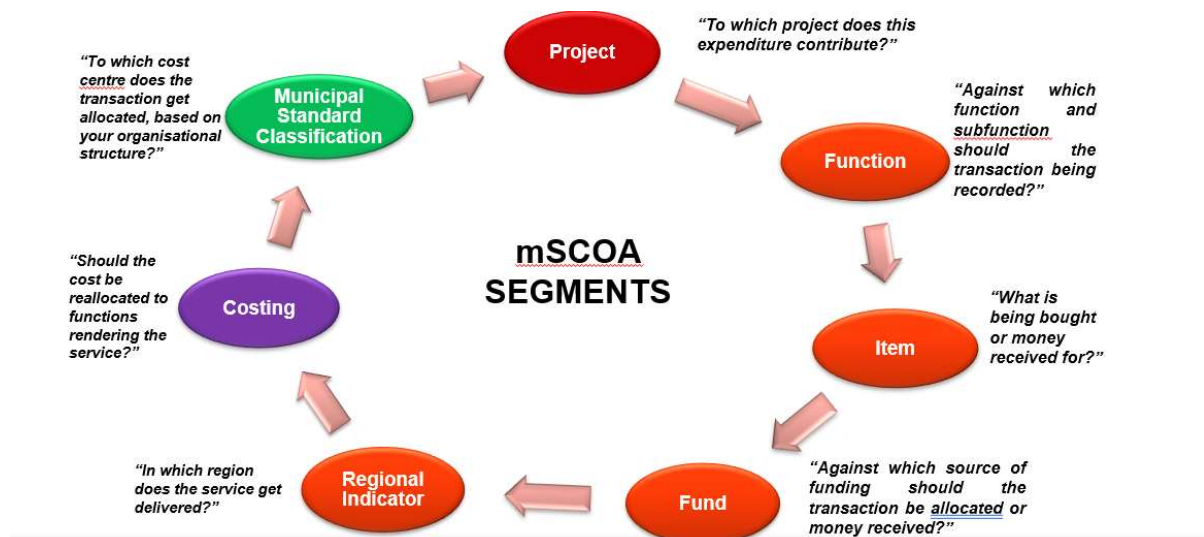 Project
“To which project does this
expenditure contribute?”
“Against which
function and
subfunction
should the
transaction being
recorded?”
Function
“What is
being bought
or money
received for?”
Item
“Against which source of
funding should the
transaction be allocated or
money received?”
Fund
Regional
Indicator
“In which region
does the service get
delivered?”
Costing
“Should the
cost be
reallocated to
functions
rendering the
service?”
Municipal
Standard
Classification
“To which cost
centre does the
transaction get
allocated, based on
your organisational
structure?”
mSCOA
SEGMENTS